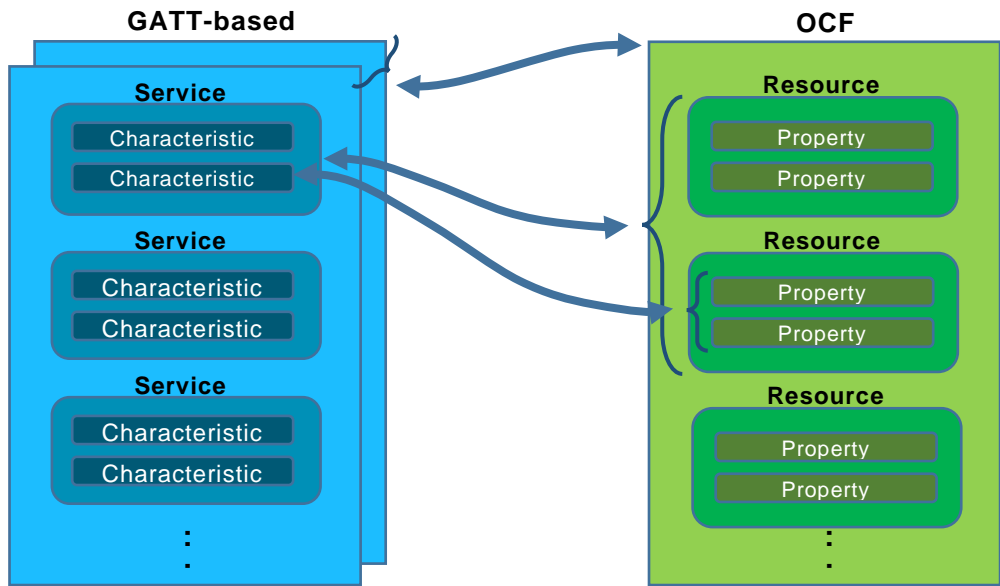 GATT-based
Service
Characteristic
Characteristic
Service
Characteristic
Characteristic
Service
Characteristic
Characteristic
:
.
OCF
Resource
Property
Property
Resource
Property
Property
Resource
Property
Property
:
.